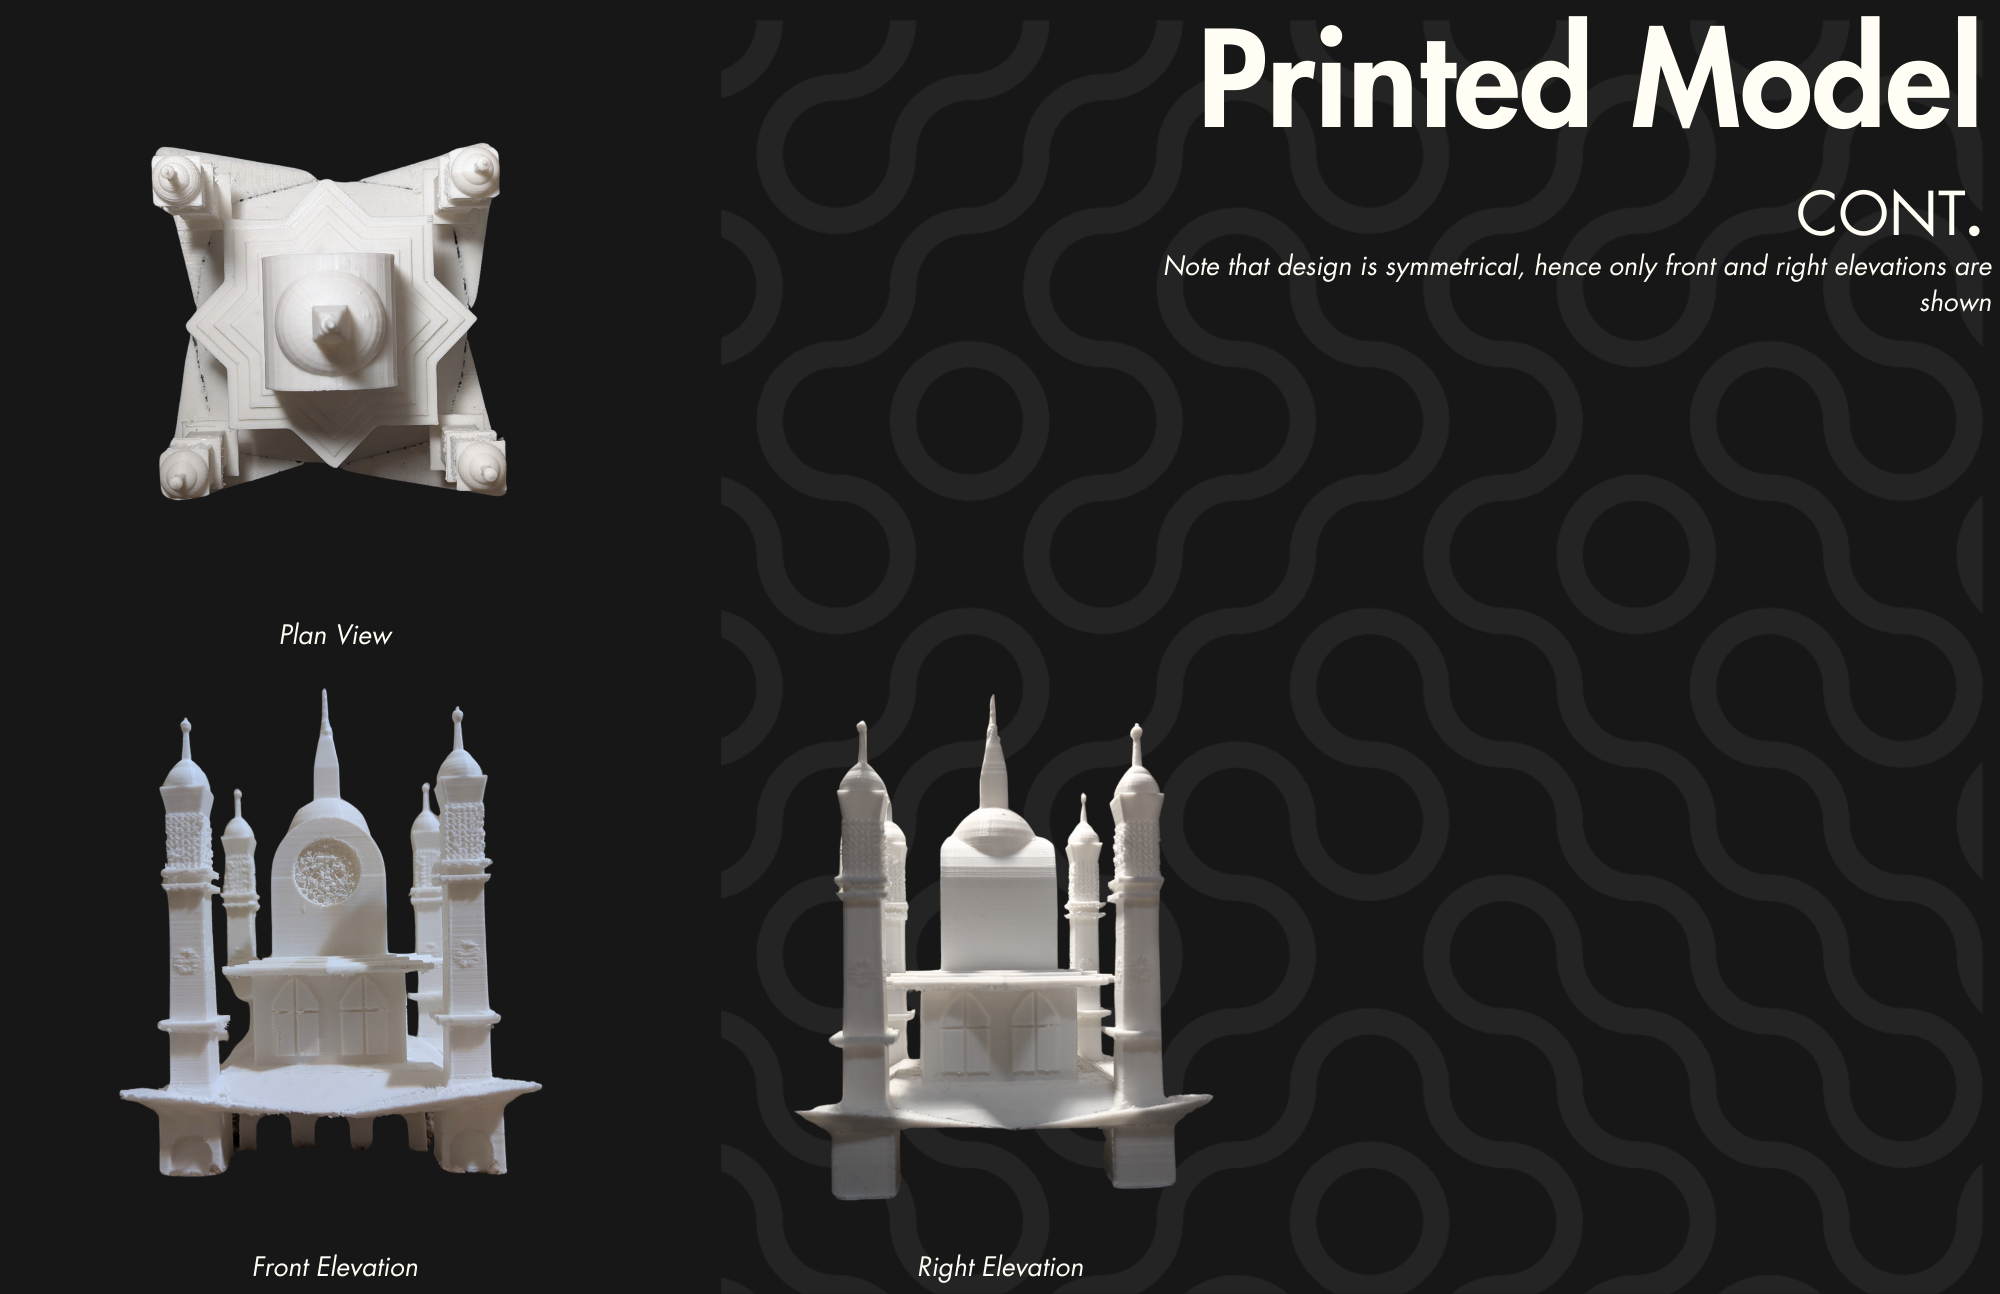 Printed Model
CONT.
Note that design is symmetrical, hence only front and right elevations are
shown
Plan View
Front Elevation
Right Elevation